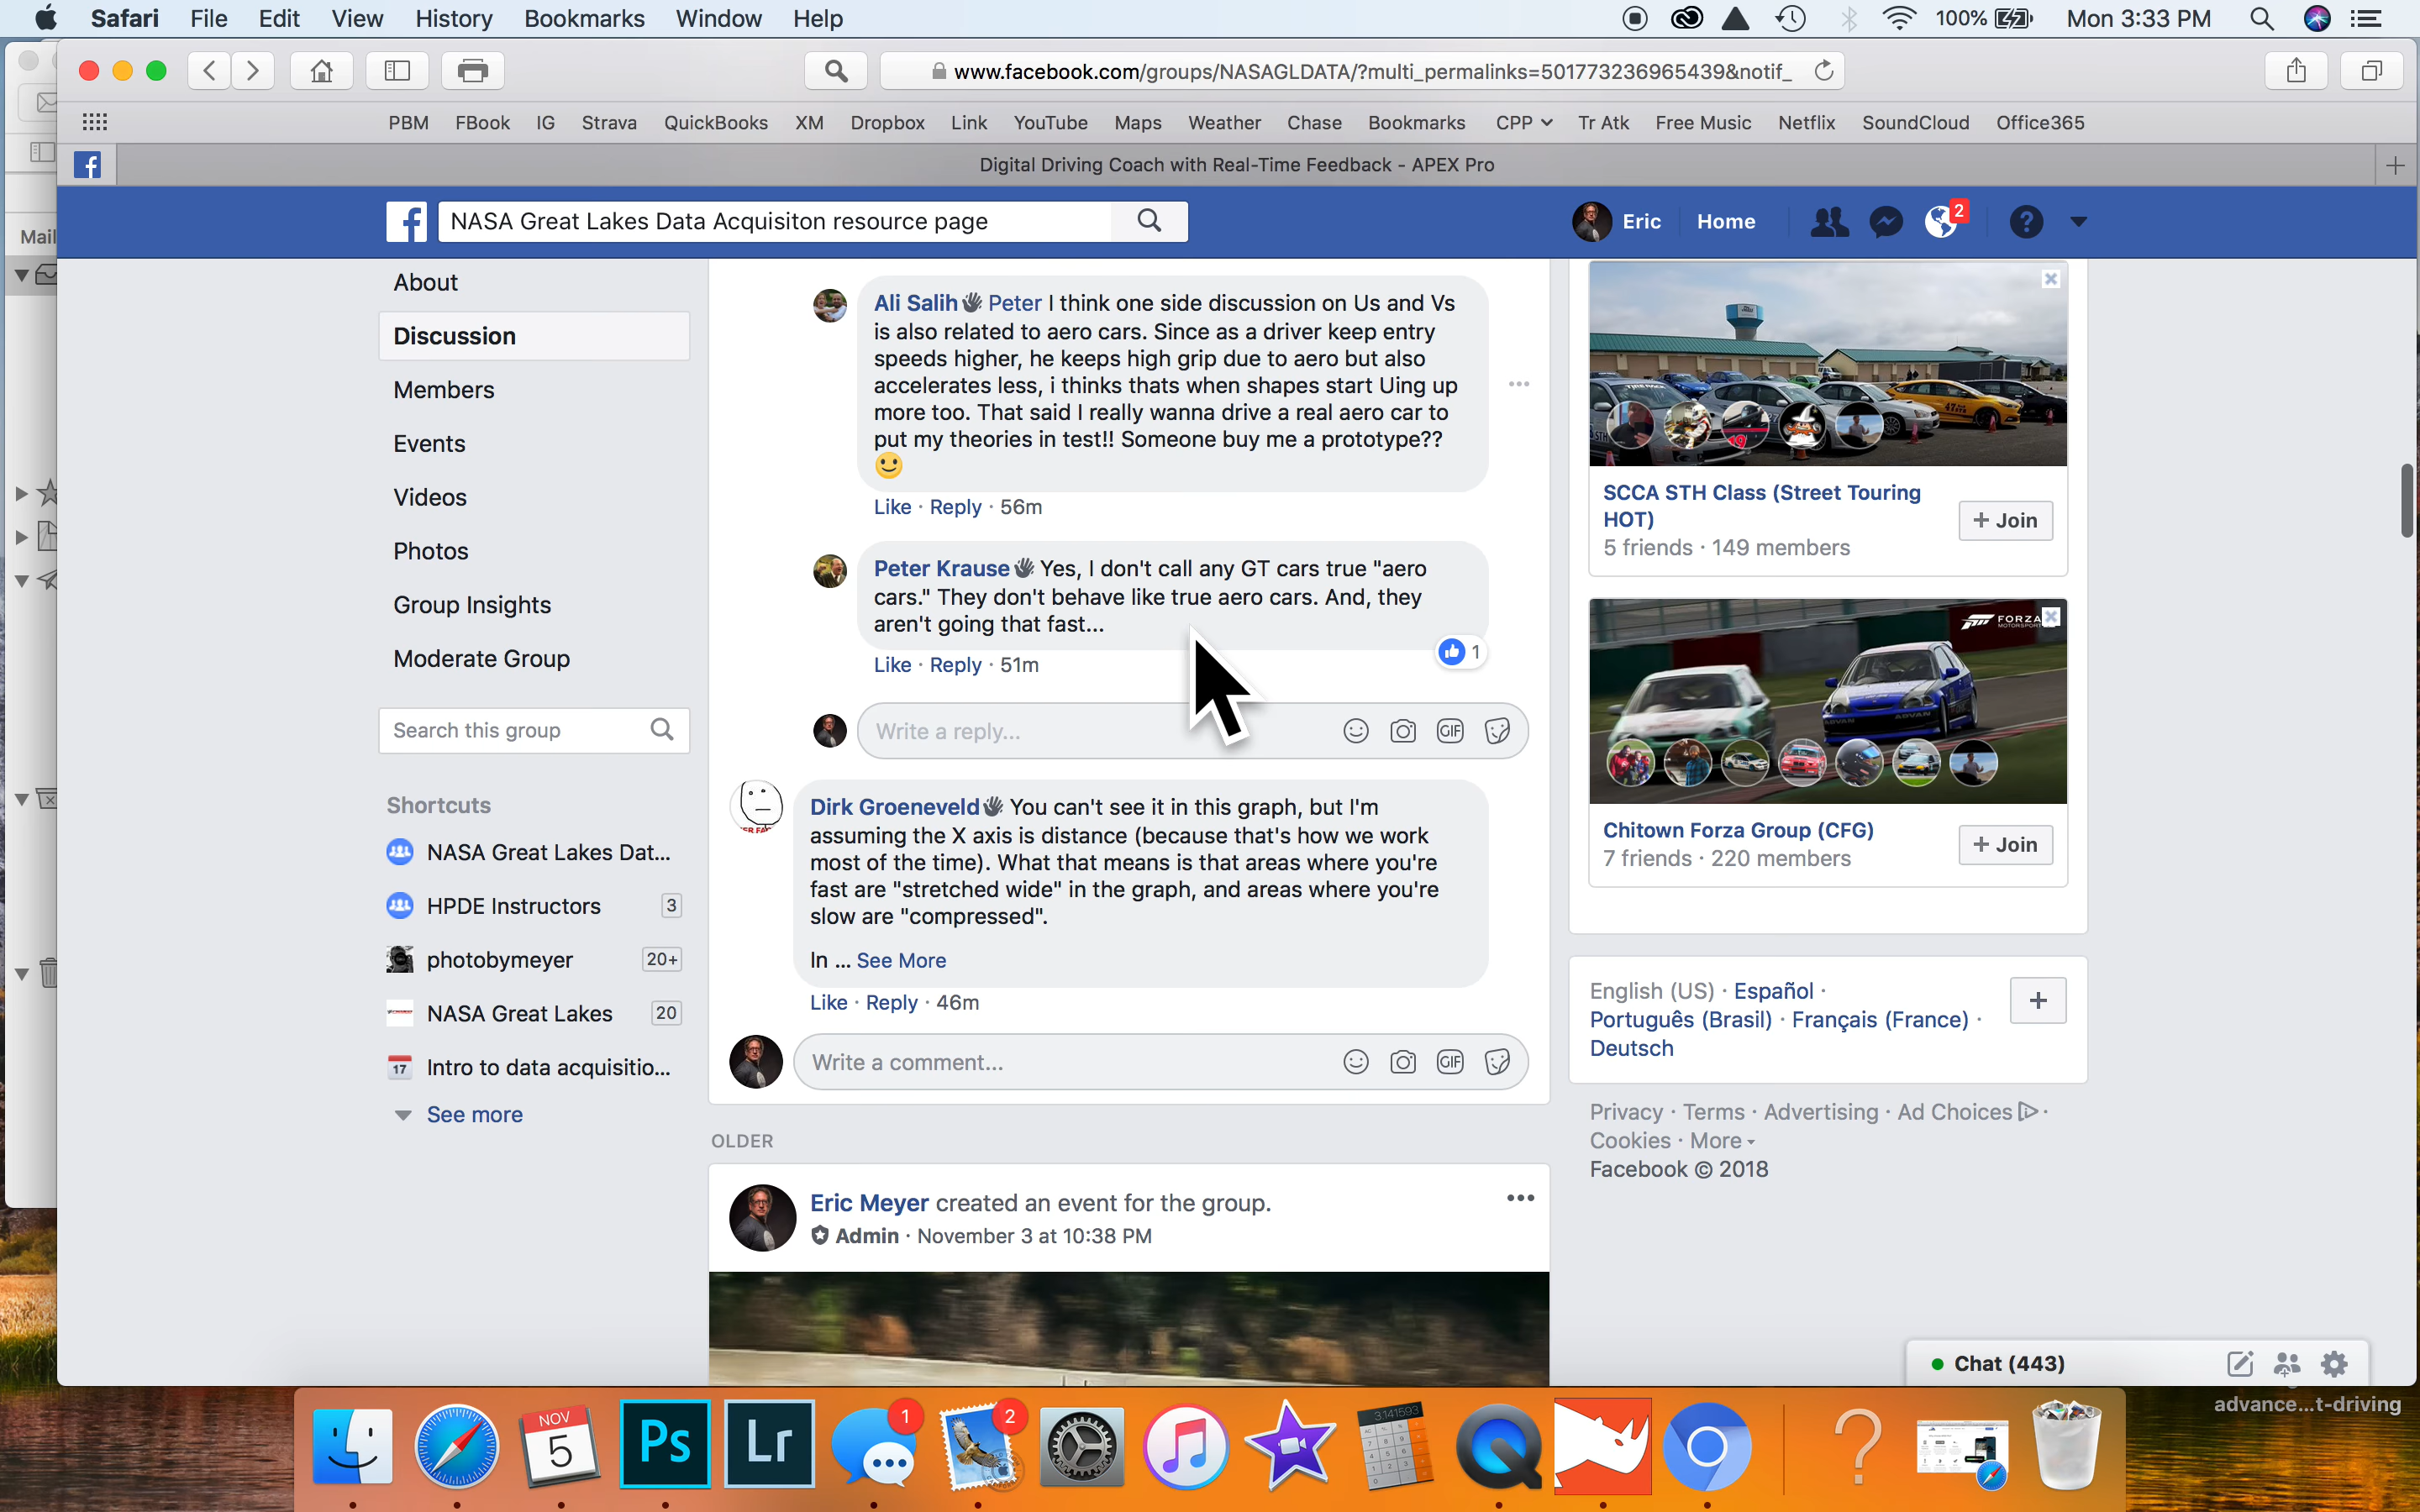 Safari File Edit View History Bookmarks Window Help 100% Mon 3:33 PM
www.facebook.com/groups/NASAGLDATA/?multi_permalinks=501773236965439&notif_
PBM FBook IG Strava QuickBooks XM Dropbox Link YouTube Maps Weather Chase Bookmarks CPP Tr Atk Free Music Netflix SoundCloud Office365
Digital Driving Coach with Real-Time Feedback - APEX Pro
NASA Great Lakes Data Acquisiton resource page
Eric Home 2
Mail
About
Discussion
Members
Events
Videos
Photos
Group Insights
Moderate Group
Search this group
Shortcuts
NASA Great Lakes Dat...
HPDE Instructors 3
photobymeyer 20+
NASA Great Lakes 20
17 Intro to data acquisitio...
See more
Ali Salih👋 Peter I think one side discussion on Us and Vs
is also related to aero cars. Since as a driver keep entry
speeds higher, he keeps high grip due to aero but also
accelerates less, i thinks thats when shapes start Uing up
more too. That said I really wanna drive a real aero car to
put my theories in test!! Someone buy me a prototype??
🙂
Like · Reply · 56m
Peter Krause👋 Yes, I don't call any GT cars true "aero
cars." They don't behave like true aero cars. And, they
aren't going that fast...
1
Like · Reply · 51m
Write a reply...
GIF
Dirk Groeneveld👋 You can't see it in this graph, but I'm
assuming the X axis is distance (because that's how we work
most of the time). What that means is that areas where you're
fast are "stretched wide" in the graph, and areas where you're
slow are "compressed".
In ... See More
Like · Reply · 46m
Write a comment...
GIF
OLDER
Eric Meyer created an event for the group.
Admin · November 3 at 10:38 PM
SCCA STH Class (Street Touring
HOT)
5 friends · 149 members
+ Join
FORZA
MOTORSPORT
ADVAN
Chitown Forza Group (CFG)
7 friends · 220 members
+ Join
English (US) · Español ·
Português (Brasil) · Français (France) ·
Deutsch
+
Privacy · Terms · Advertising · Ad Choices ·
Cookies · More
Facebook © 2018
Chat (443)
advance...t-driving
NOV
5
Ps
Lr
1
2
3.141593